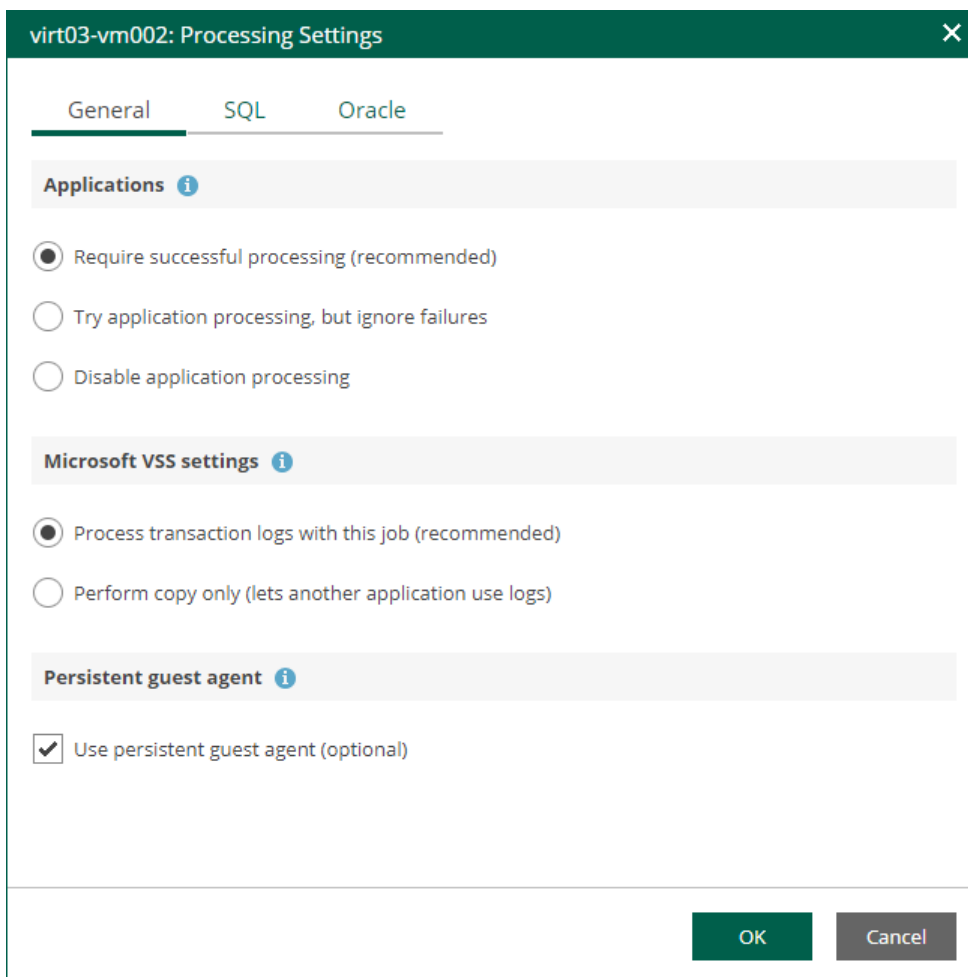 virt03-vm002: Processing Settings
General SQL Oracle
Applications
Require successful processing (recommended)
Try application processing, but ignore failures
Disable application processing
Microsoft VSS settings
Process transaction logs with this job (recommended)
Perform copy only (lets another application use logs)
Persistent guest agent
Use persistent guest agent (optional)
OK Cancel